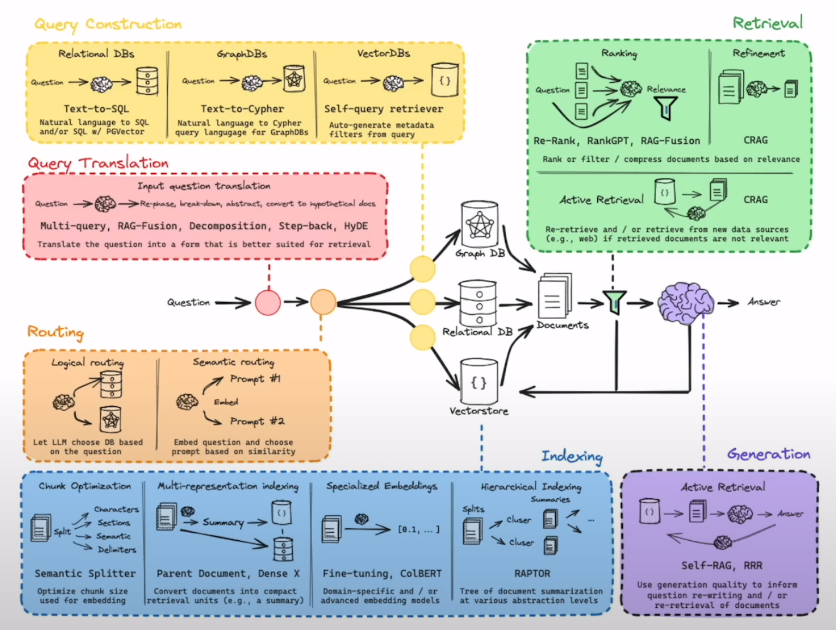 Query Construction
Relational DBs
Question
Text-to-SQL
Natural language to SQL
and/or SQL w/ PGVector
GraphDBs
Question
Text-to-Cypher
Natural language to Cypher
query langugage for GraphDBs
VectorDBs
Question
{ }
Self-query retriever
Auto-generate metadata
filters from query
Retrieval
Ranking
Question
Relevance
Re-Rank, RankGPT, RAG-Fusion
Refinement
CRAG
Rank or filter / compress documents based on relevance
Active Retrieval
{ }
CRAG
Re-retrieve and / or retrieve from new data sources
(e.g., web) if retrieved documents are not relevant
Query Translation
Input question translation
Question
Re-phase, break-down, abstract, convert to hypothetical docs
Multi-query, RAG-Fusion, Decomposition, Step-back, HyDE
Translate the question into a form that is better suited for retrieval
Question
Graph DB
Relational DB
{ }
Vectorstore
Documents
Answer
Routing
Logical routing
Let LLM choose DB based
on the question
Semantic routing
Prompt #1
Embed
Prompt #2
Embed question and choose
prompt based on similarity
Indexing
Chunk Optimization
Split
Characters
Sections
Semantic
Delimiters
Semantic Splitter
Optimize chunk size
used for embedding
Multi-representation indexing
Summary
{ }
Parent Document, Dense X
Convert documents into compact
retrieval units (e.g., a summary)
Specialized Embeddings
[0.1, ...]
Fine-tuning, ColBERT
Domain-specific and / or
advanced embedding models
Hierarchical Indexing
Summaries
Splits
Cluser
Cluser
...
RAPTOR
Tree of document summarization
at various abstraction levels
Generation
Active Retrieval
{ }
Answer
Self-RAG, RRR
Use generation quality to inform
question re-writing and / or
re-retrieval of documents